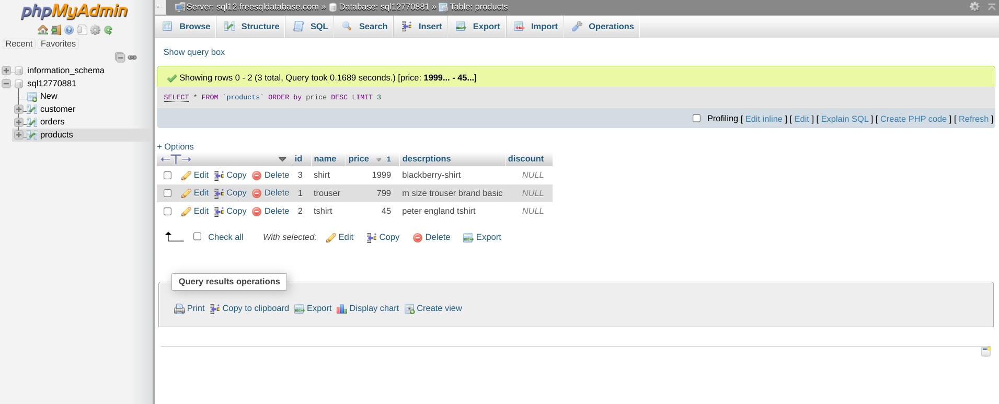 phpMyAdmin
Recent Favorites
information_schema
sql12770881
New
customer
orders
products
← Server: sql12.freesqldatabase.com » Database: sql12770881 » Table: products
Browse Structure SQL Search Insert Export Import Operations
Show query box
Showing rows 0 - 2 (3 total, Query took 0.1689 seconds.) [price: 1999... - 45...]
SELECT * FROM `products` ORDER by price DESC LIMIT 3
Profiling [ Edit inline ] [ Edit ] [ Explain SQL ] [ Create PHP code ] [ Refresh ]
+ Options
←T→ id name price 1 descrptions discount
Edit Copy Delete 3 shirt 1999 blackberry-shirt NULL
Edit Copy Delete 1 trouser 799 m size trouser brand basic NULL
Edit Copy Delete 2 tshirt 45 peter england tshirt NULL
Check all With selected: Edit Copy Delete Export
Query results operations
Print Copy to clipboard Export Display chart Create view